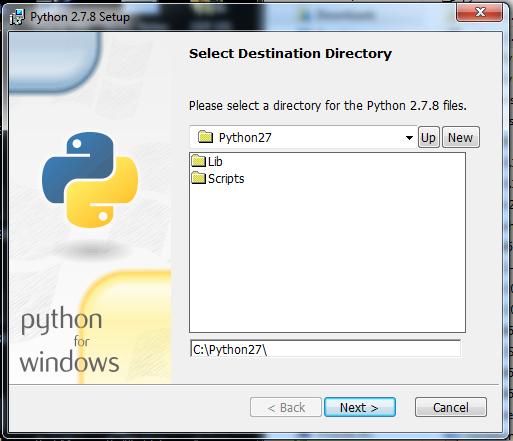 Python 2.7.8 Setup
Select Destination Directory
Please select a directory for the Python 2.7.8 files.
Python27
Up
New
Lib
Scripts
python
for
windows
C:\Python27\
< Back
Next >
Cancel